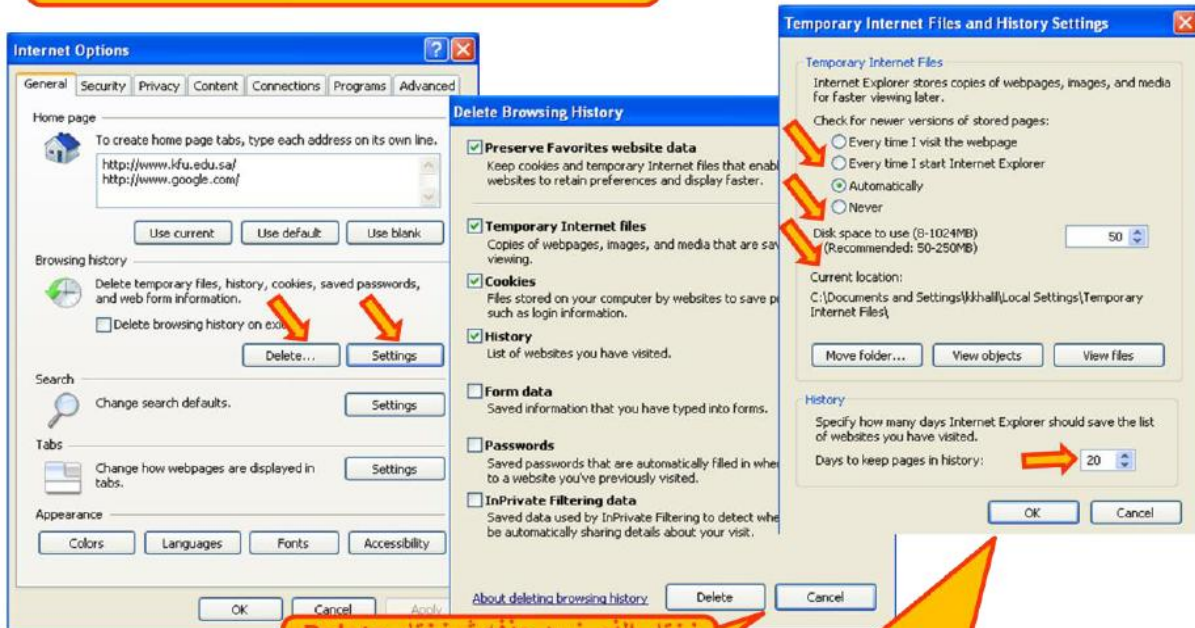 Internet Options
General Security Privacy Content Connections Programs Advanced
Home page
To create home page tabs, type each address on its own line.
http://www.kfu.edu.sa/
http://www.google.com/
Use current Use default Use blank
Browsing history
Delete temporary files, history, cookies, saved passwords,
and web form information.
Delete browsing history on exit
Delete... Settings
Search
Change search defaults.
Settings
Tabs
Change how webpages are displayed in
tabs.
Settings
Appearance
Colors Languages Fonts Accessibility
OK Cancel Apply
Delete Browsing History
Preserve Favorites website data
Keep cookies and temporary Internet files that enabl
websites to retain preferences and display faster.
Temporary Internet files
Copies of webpages, images, and media that are sav
viewing.
Cookies
Files stored on your computer by websites to save p
such as login information.
History
List of websites you have visited.
Form data
Saved information that you have typed into forms.
Passwords
Saved passwords that are automatically filled in whe
to a website you've previously visited.
InPrivate Filtering data
Saved data used by InPrivate Filtering to detect whe
be automatically sharing details about your visit.
About deleting browsing history Delete Cancel
Temporary Internet Files and History Settings
Temporary Internet Files
Internet Explorer stores copies of webpages, images, and media
for faster viewing later.
Check for newer versions of stored pages:
Every time I visit the webpage
Every time I start Internet Explorer
Automatically
Never
Disk space to use (8-1024MB)
(Recommended: 50-250MB)
50
Current location:
C:\Documents and Settings\kkhalil\Local Settings\Temporary
Internet Files\
Move folder... View objects View files
History
Specify how many days Internet Explorer should save the list
of websites you have visited.
Days to keep pages in history: 20
OK Cancel
Delete